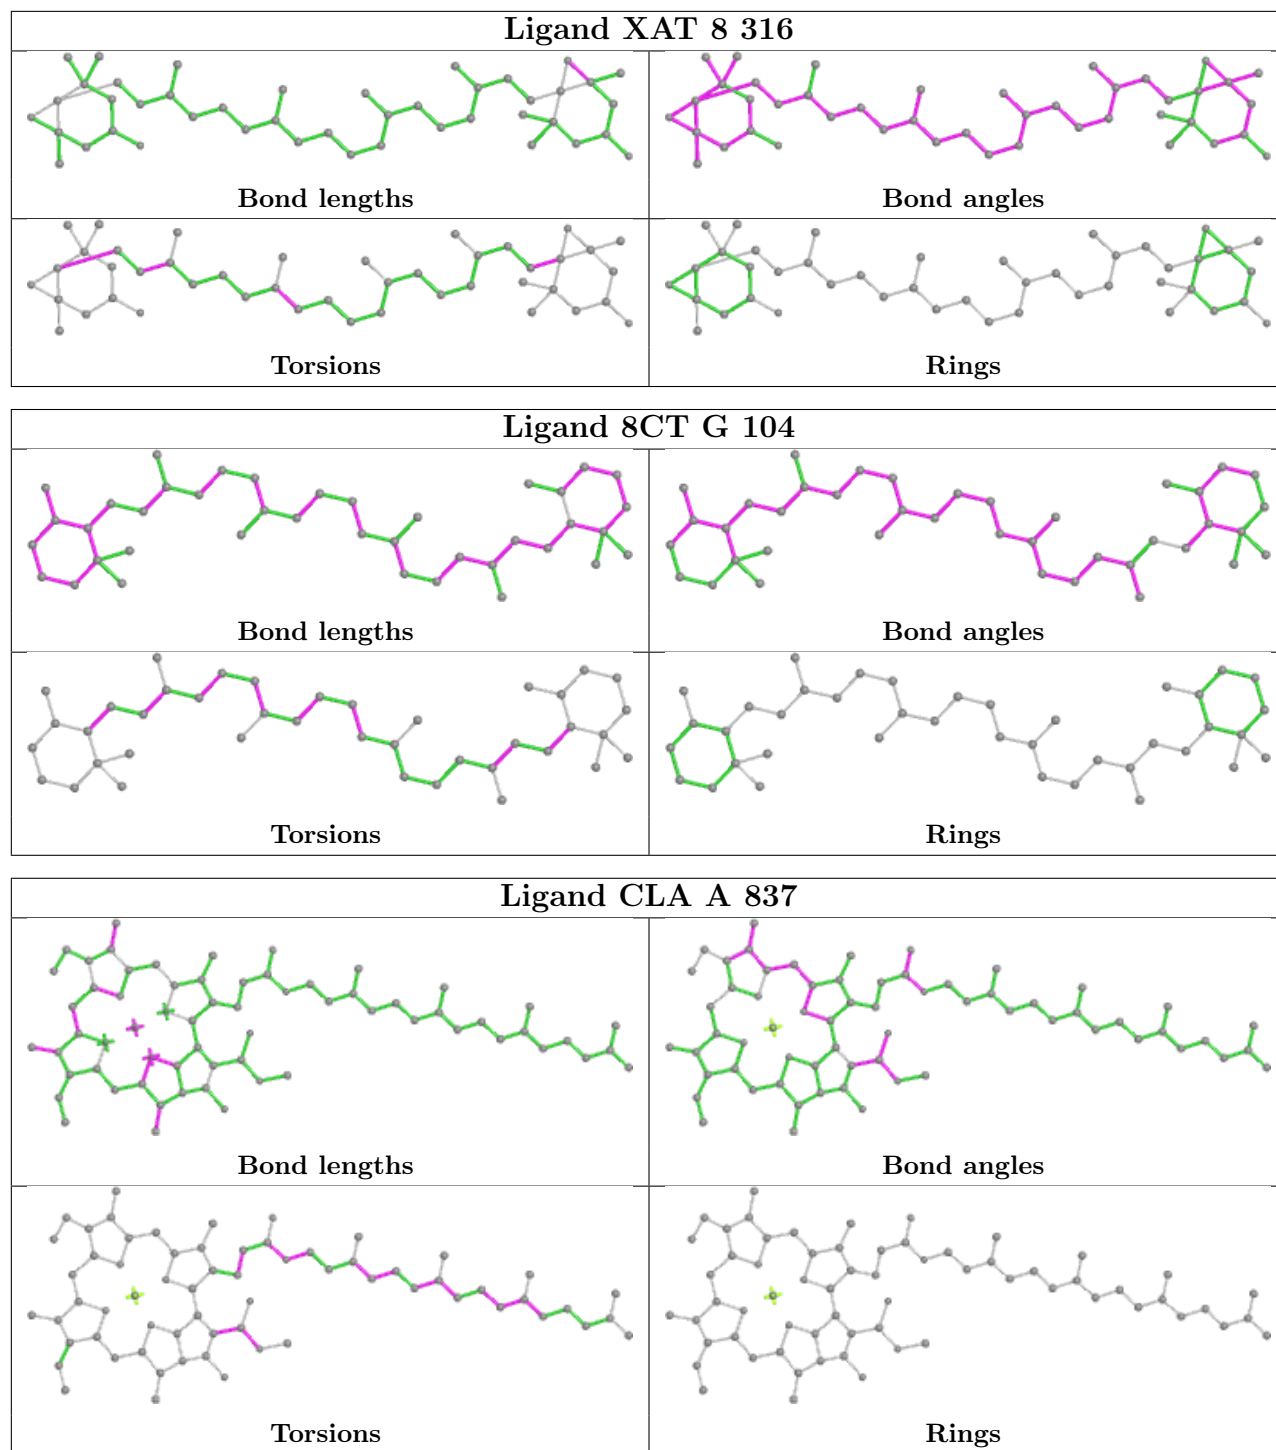 Ligand XAT 8 316
Bond lengths
Bond angles
Torsions
Rings
Ligand 8CT G 104
Bond lengths
Bond angles
Torsions
Rings
Ligand CLA A 837
Bond lengths
Bond angles
Torsions
Rings